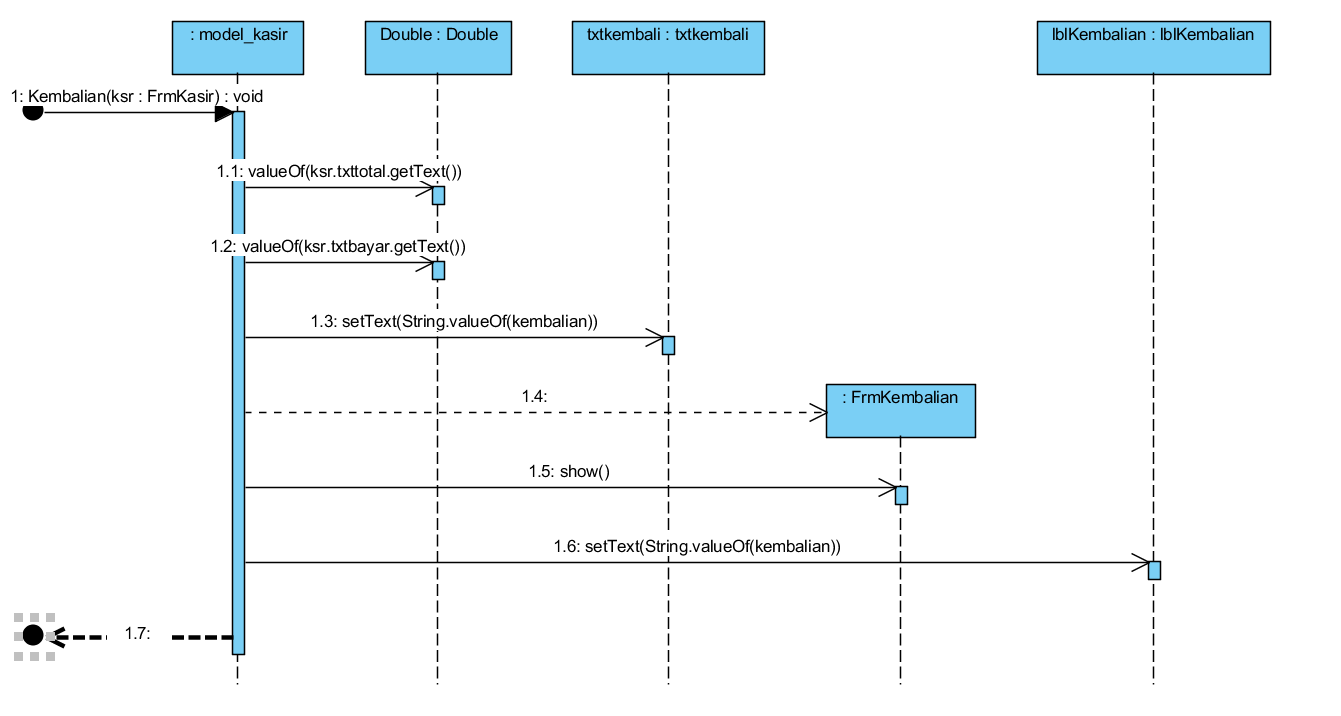 : model_kasir
Double : Double
txtkembali : txtkembali
lblKembalian : lblKembalian
1: Kembalian(ksr : FrmKasir) : void
1.1: valueOf(ksr.txttotal.getText())
1.2: valueOf(ksr.txtbayar.getText())
1.3: setText(String.valueOf(kembalian))
1.4:
: FrmKembalian
1.5: show()
1.6: setText(String.valueOf(kembalian))
1.7: